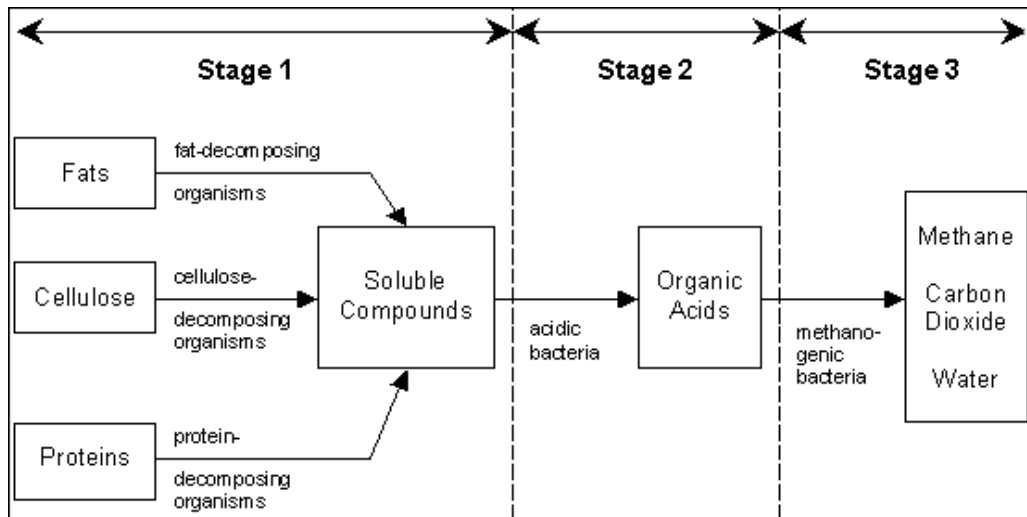 Stage 1
Stage 2
Stage 3
fat-decomposing
organisms
Fats
cellulose-
decomposing
organisms
Cellulose
protein-
decomposing
organisms
Proteins
Soluble
Compounds
acidic
bacteria
Organic
Acids
methano-
genic
bacteria
Methane
Carbon
Dioxide
Water